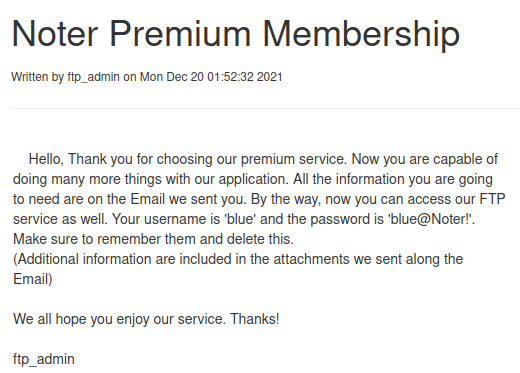 Noter Premium Membership
Written by ftp_admin on Mon Dec 20 01:52:32 2021
Hello, Thank you for choosing our premium service. Now you are capable of
doing many more things with our application. All the information you are going
to need are on the Email we sent you. By the way, now you can access our FTP
service as well. Your username is 'blue' and the password is 'blue@Noter!'.
Make sure to remember them and delete this.
(Additional information are included in the attachments we sent along the
Email)
We all hope you enjoy our service. Thanks!
ftp_admin